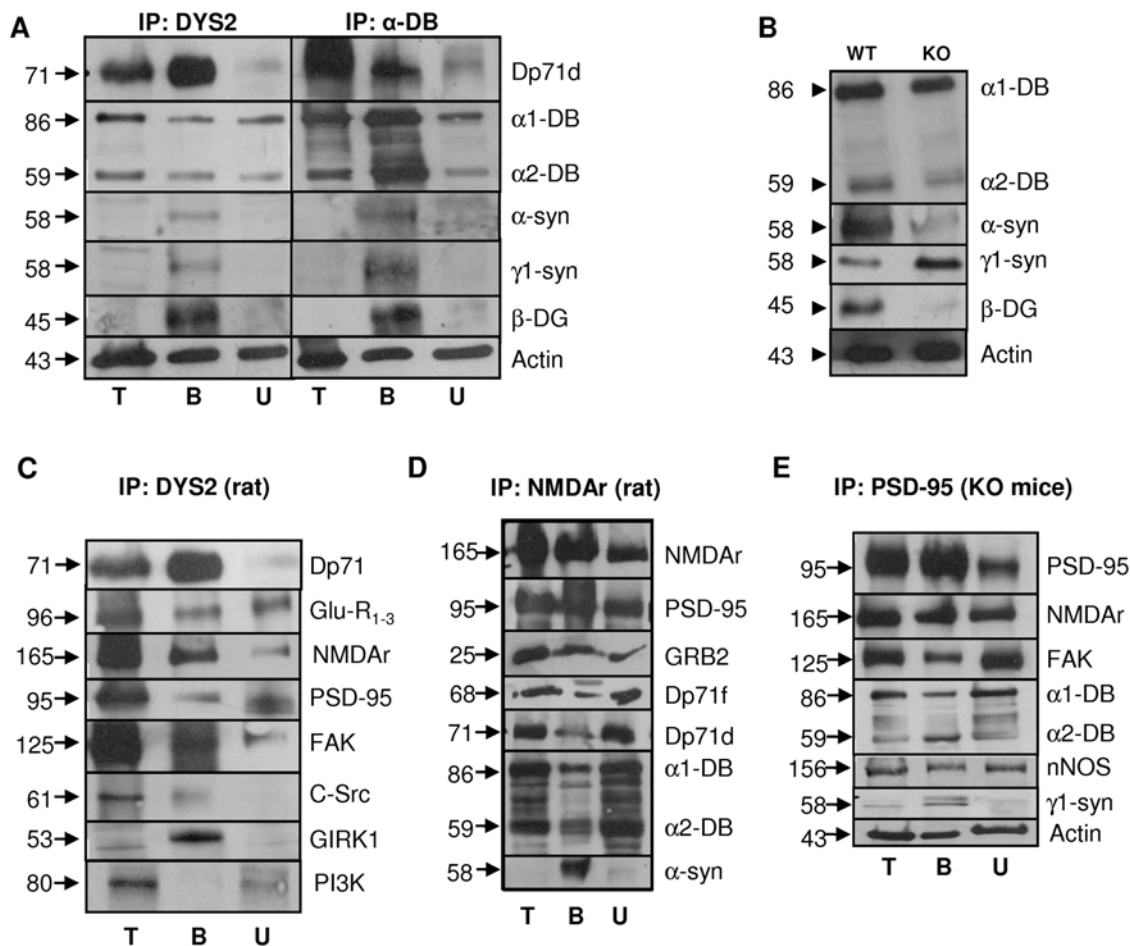 A
IP: DYS2 IP: α-DB
71 Dp71d
86 α1-DB
59 α2-DB
58 α-syn
58 γ1-syn
45 β-DG
43 Actin
T B U T B U
B
WT KO
86 α1-DB
59 α2-DB
58 α-syn
58 γ1-syn
45 β-DG
43 Actin
C
IP: DYS2 (rat)
71 Dp71
96 Glu-R1-3
165 NMDAr
95 PSD-95
125 FAK
61 C-Src
53 GIRK1
80 PI3K
T B U
D
IP: NMDAr (rat)
165 NMDAr
95 PSD-95
25 GRB2
68 Dp71f
71 Dp71d
86 α1-DB
59 α2-DB
58 α-syn
T B U
E
IP: PSD-95 (KO mice)
95 PSD-95
165 NMDAr
125 FAK
86 α1-DB
59 α2-DB
156 nNOS
58 γ1-syn
43 Actin
T B U